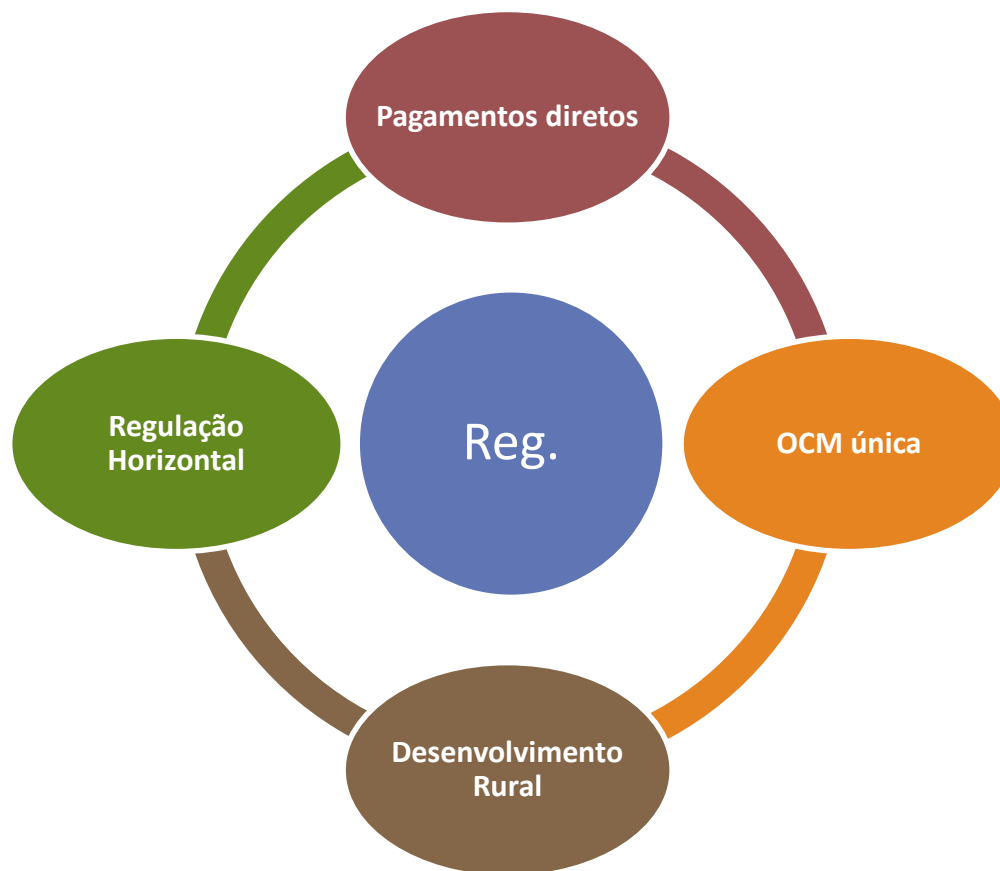 Pagamentos diretos
Regulação
Horizontal
Reg.
OCM única
Desenvolvimento
Rural